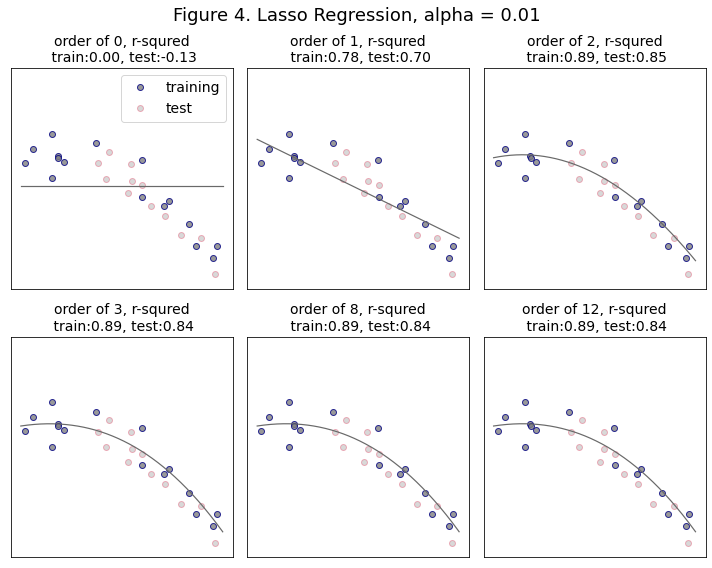 Figure 4. Lasso Regression, alpha = 0.01
order of 0, r-squred
train:0.00, test:-0.13
order of 1, r-squred
train:0.78, test:0.70
order of 2, r-squred
train:0.89, test:0.85
training
test
order of 3, r-squred
train:0.89, test:0.84
order of 8, r-squred
train:0.89, test:0.84
order of 12, r-squred
train:0.89, test:0.84